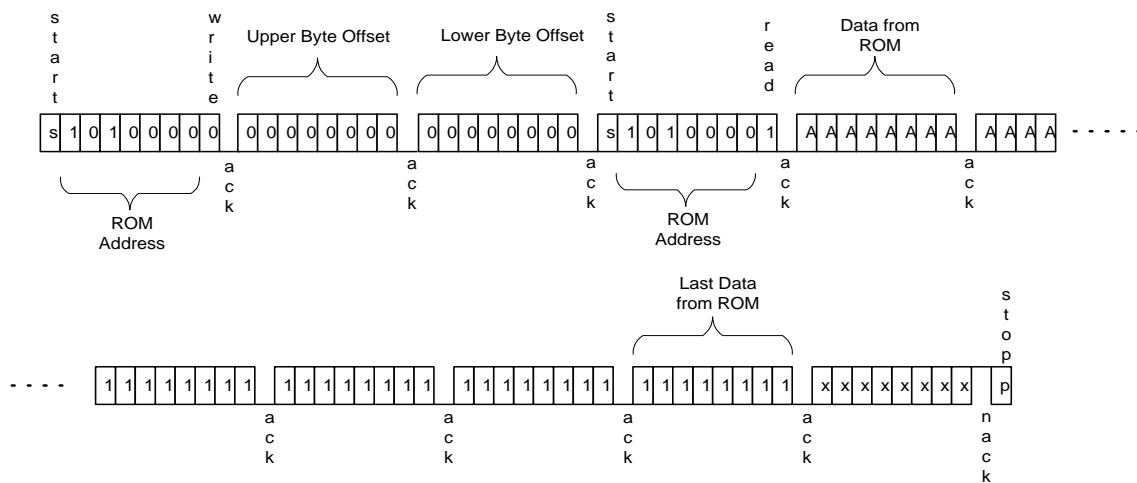 start
write
start
read
Upper Byte Offset
Lower Byte Offset
Data from
ROM
s 1 0 1 0 0 0 0 0 0 0 0 0 0 0 0 0 0 0 0 0 0 0 0 0 s 1 0 1 0 0 0 0 1 A A A A A A A A A A A A - - - - -
ack
ack
ack
ack
ack
ROM
Address
ROM
Address
Last Data
from ROM
stop
- - - - 1 1 1 1 1 1 1 1 1 1 1 1 1 1 1 1 1 1 1 1 1 1 1 1 1 1 1 1 1 1 1 1 x x x x x x x x p
ack
ack
ack
ack
nack